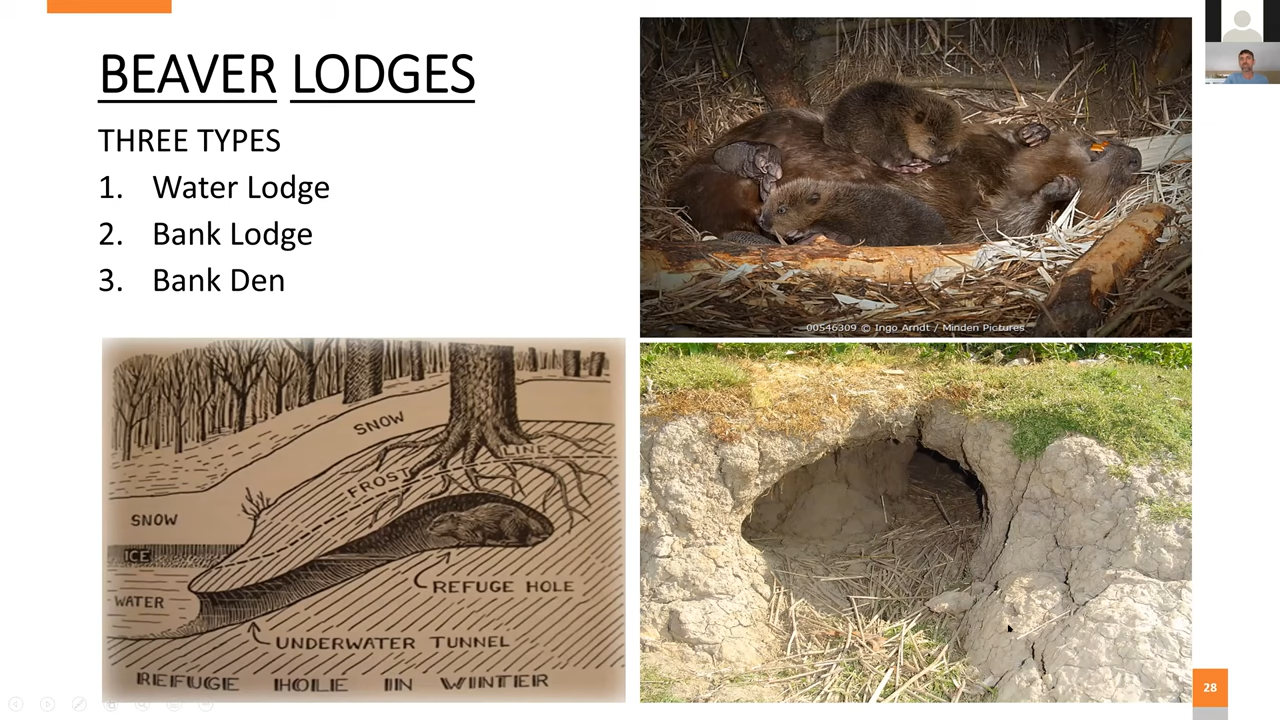 BEAVER LODGES
THREE TYPES
1. Water Lodge
2. Bank Lodge
3. Bank Den
MINDEN
00546309 © Ingo Arndt / Minden Pictures
SNOW
LINE
FROST
SNOW
ICE
WATER
REFUGE HOLE
UNDERWATER TUNNEL
REFUGE HOLE IN WINTER
28